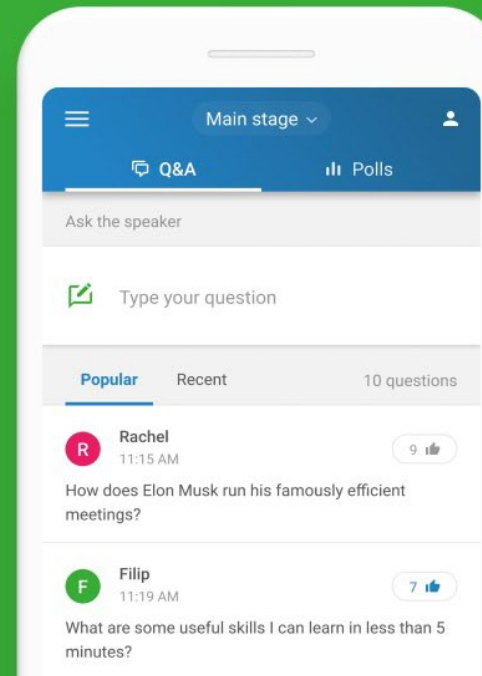 Main stage
Q&A
Polls
Ask the speaker
Type your question
Popular
Recent
10 questions
R
Rachel
11:15 AM
9
How does Elon Musk run his famously efficient
meetings?
F
Filip
11:19 AM
7
What are some useful skills I can learn in less than 5
minutes?